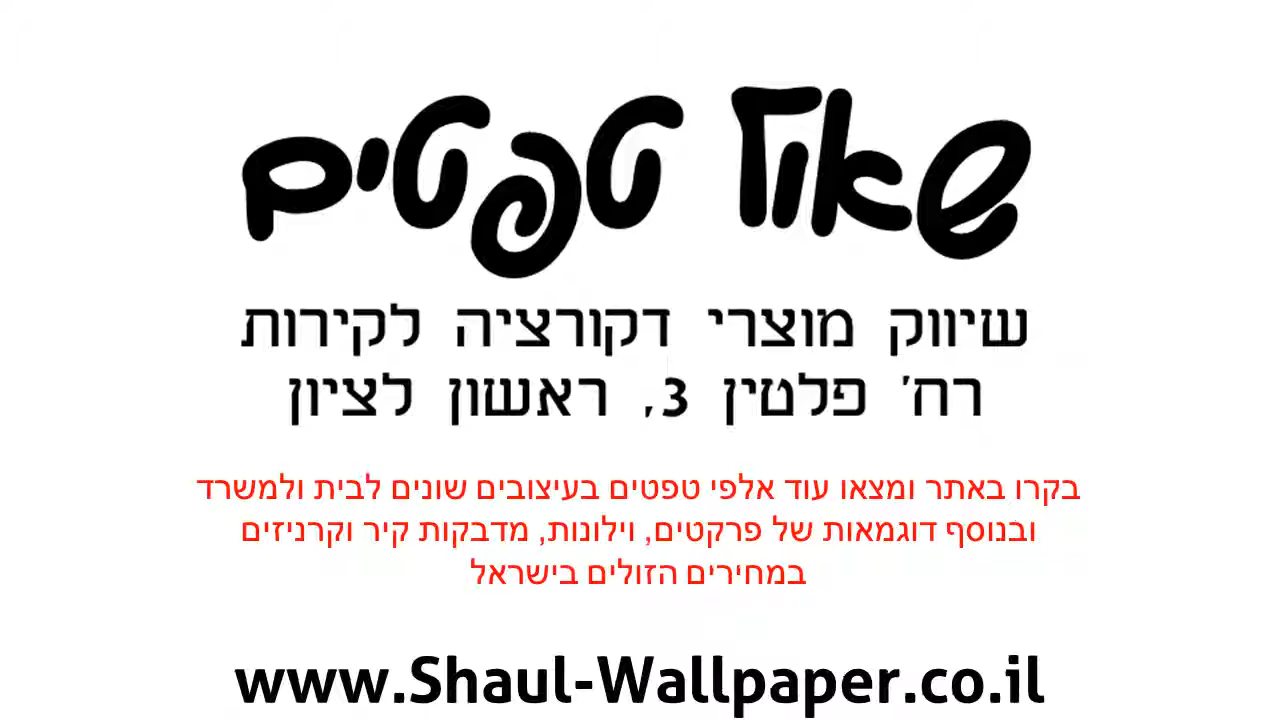 שאול טפטים
שיווק מוצרי דקורציה לקירות
רח' פלטין 3, ראשון לציון
בקרו באתר ומצאו עוד אלפי טפטים בעיצובים שונים לבית ולמשרד
ובנוסף דוגמאות של פרקטים, וילונות, מדבקות קיר וקרניזים
במחירים הזולים בישראל
www.Shaul-Wallpaper.co.il